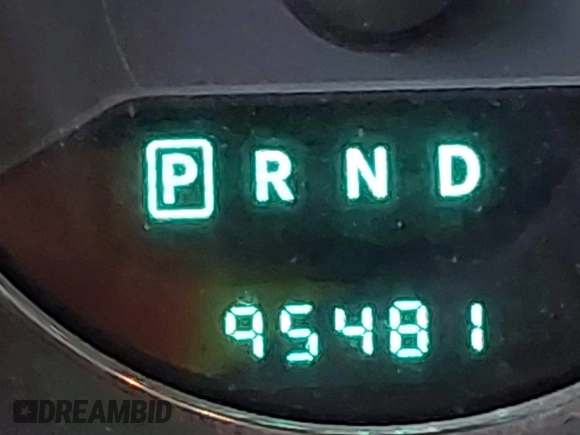 P R N D
95481
DREAMBID